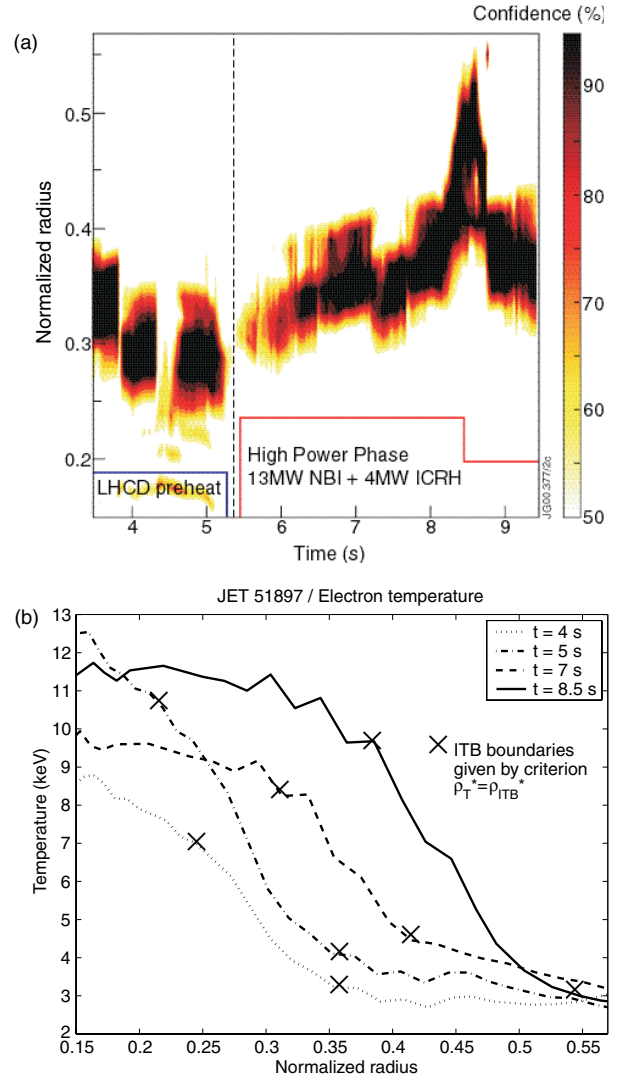 Confidence (%)
(a)
90
80
70
60
50
0.5
0.4
0.3
0.2
Normalized radius
LHCD preheat
High Power Phase
13MW NBI + 4MW ICRH
JG00.377/2c
4 5 6 7 8 9
Time (s)
(b)
JET 51897 / Electron temperature
13
12
11
10
9
8
7
6
5
4
3
2
Temperature (keV)
t = 4 s
t = 5 s
t = 7 s
t = 8.5 s
ITB boundaries
given by criterion
ρT*=ρITB*
0.15 0.2 0.25 0.3 0.35 0.4 0.45 0.5 0.55
Normalized radius